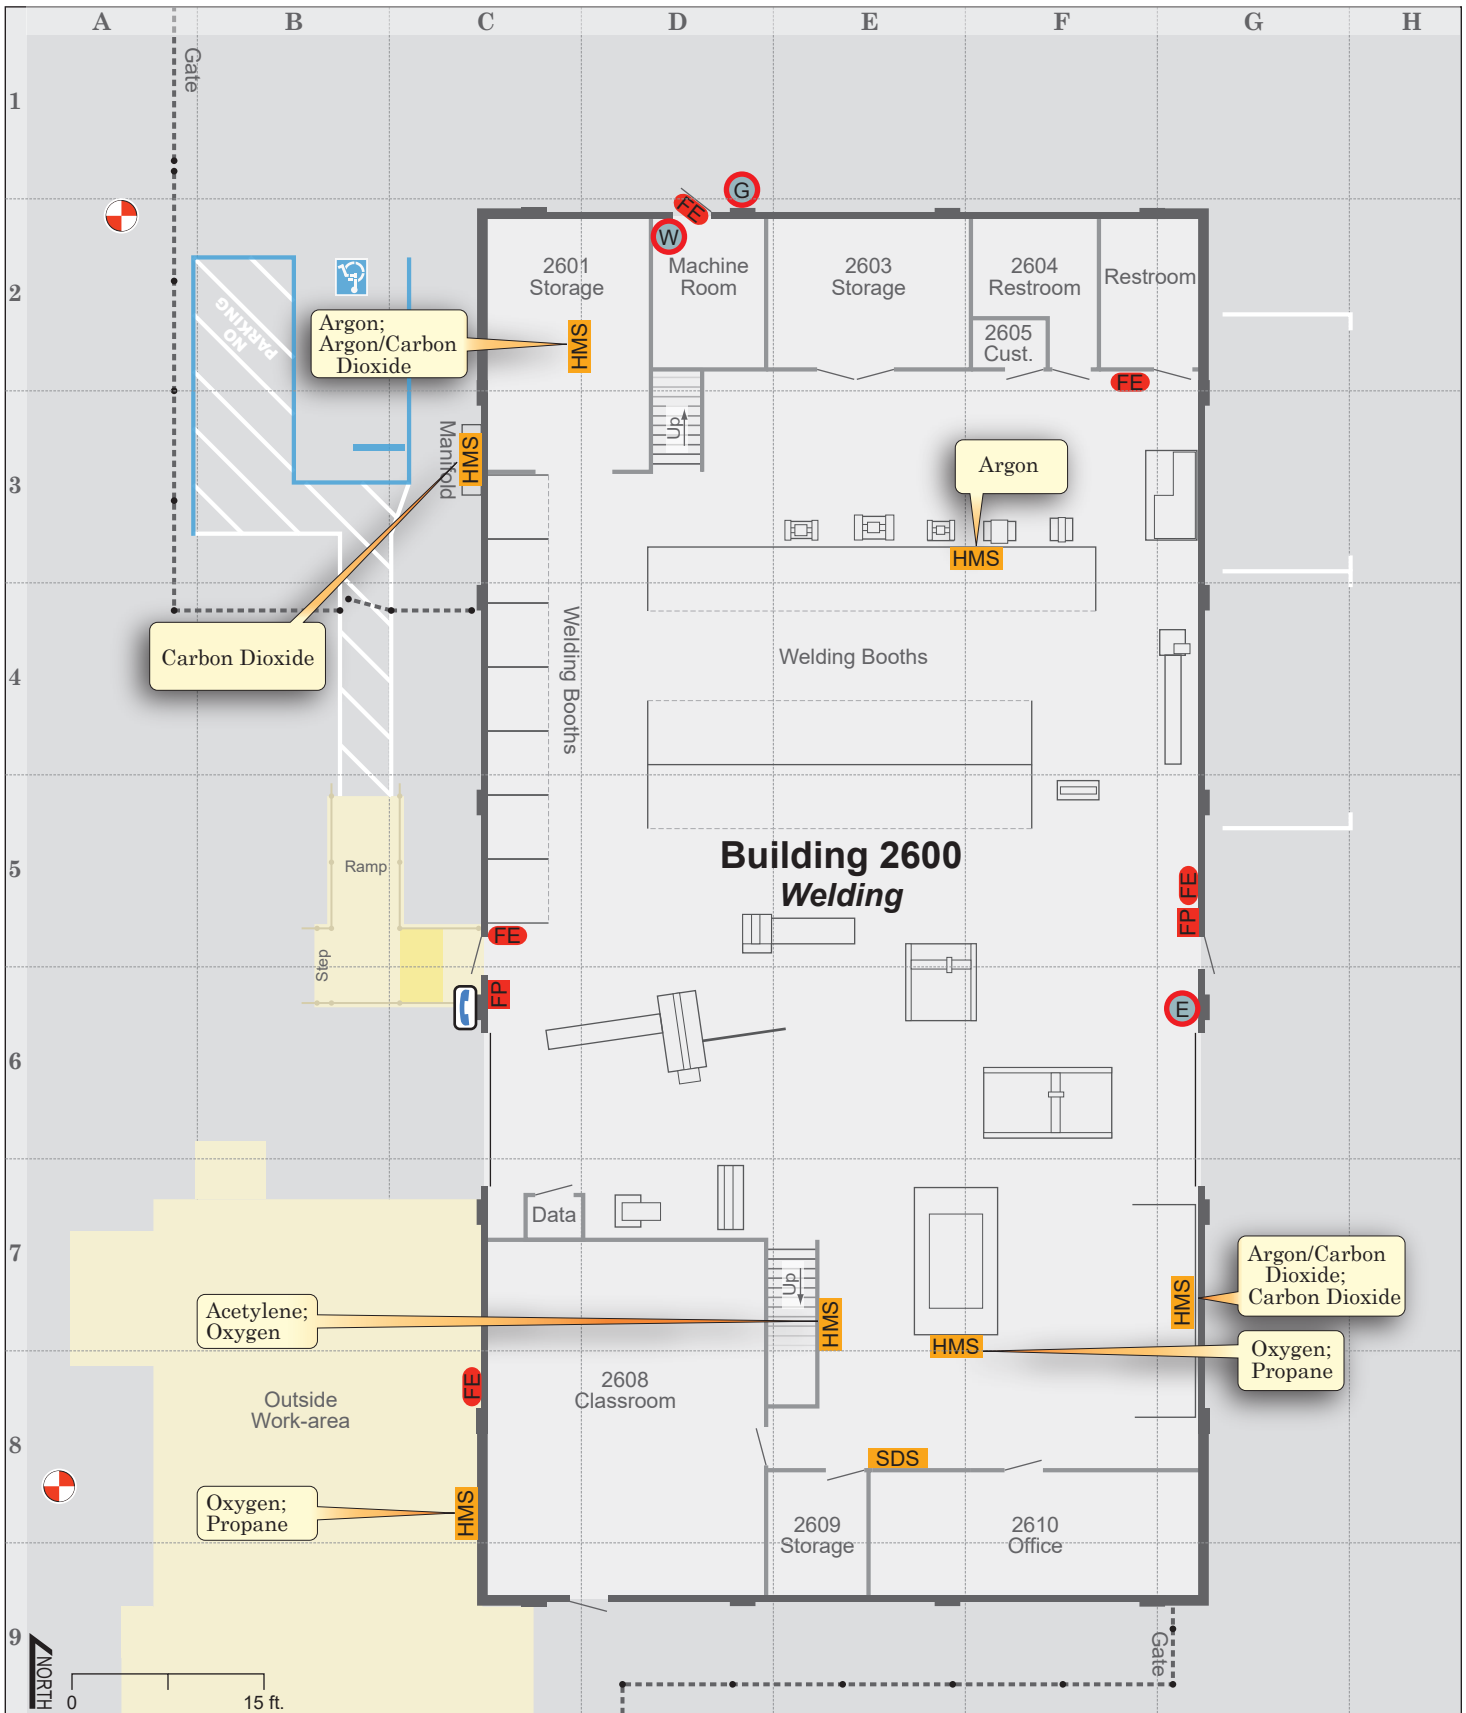 A B C D E F G H
1
2
3
4
5
6
7
8
9
Gate
G
FE
W
2601
Storage
Machine
Room
2603
Storage
2604
Restroom
Restroom
2605
Cust.
NO
PARKING
Argon;
Argon/Carbon
Dioxide
HMS
FE
Up
Manifold
HMS
Argon
HMS
Carbon Dioxide
Welding Booths
Welding Booths
Building 2600
Welding
Ramp
Step
FE
FP
FE
FP
E
Data
Up
Acetylene;
Oxygen
HMS
HMS
Argon/Carbon
Dioxide;
Carbon Dioxide
HMS
Oxygen;
Propane
FE
Outside
Work-area
2608
Classroom
SDS
Oxygen;
Propane
HMS
2609
Storage
2610
Office
Gate
NORTH
0 15 ft.